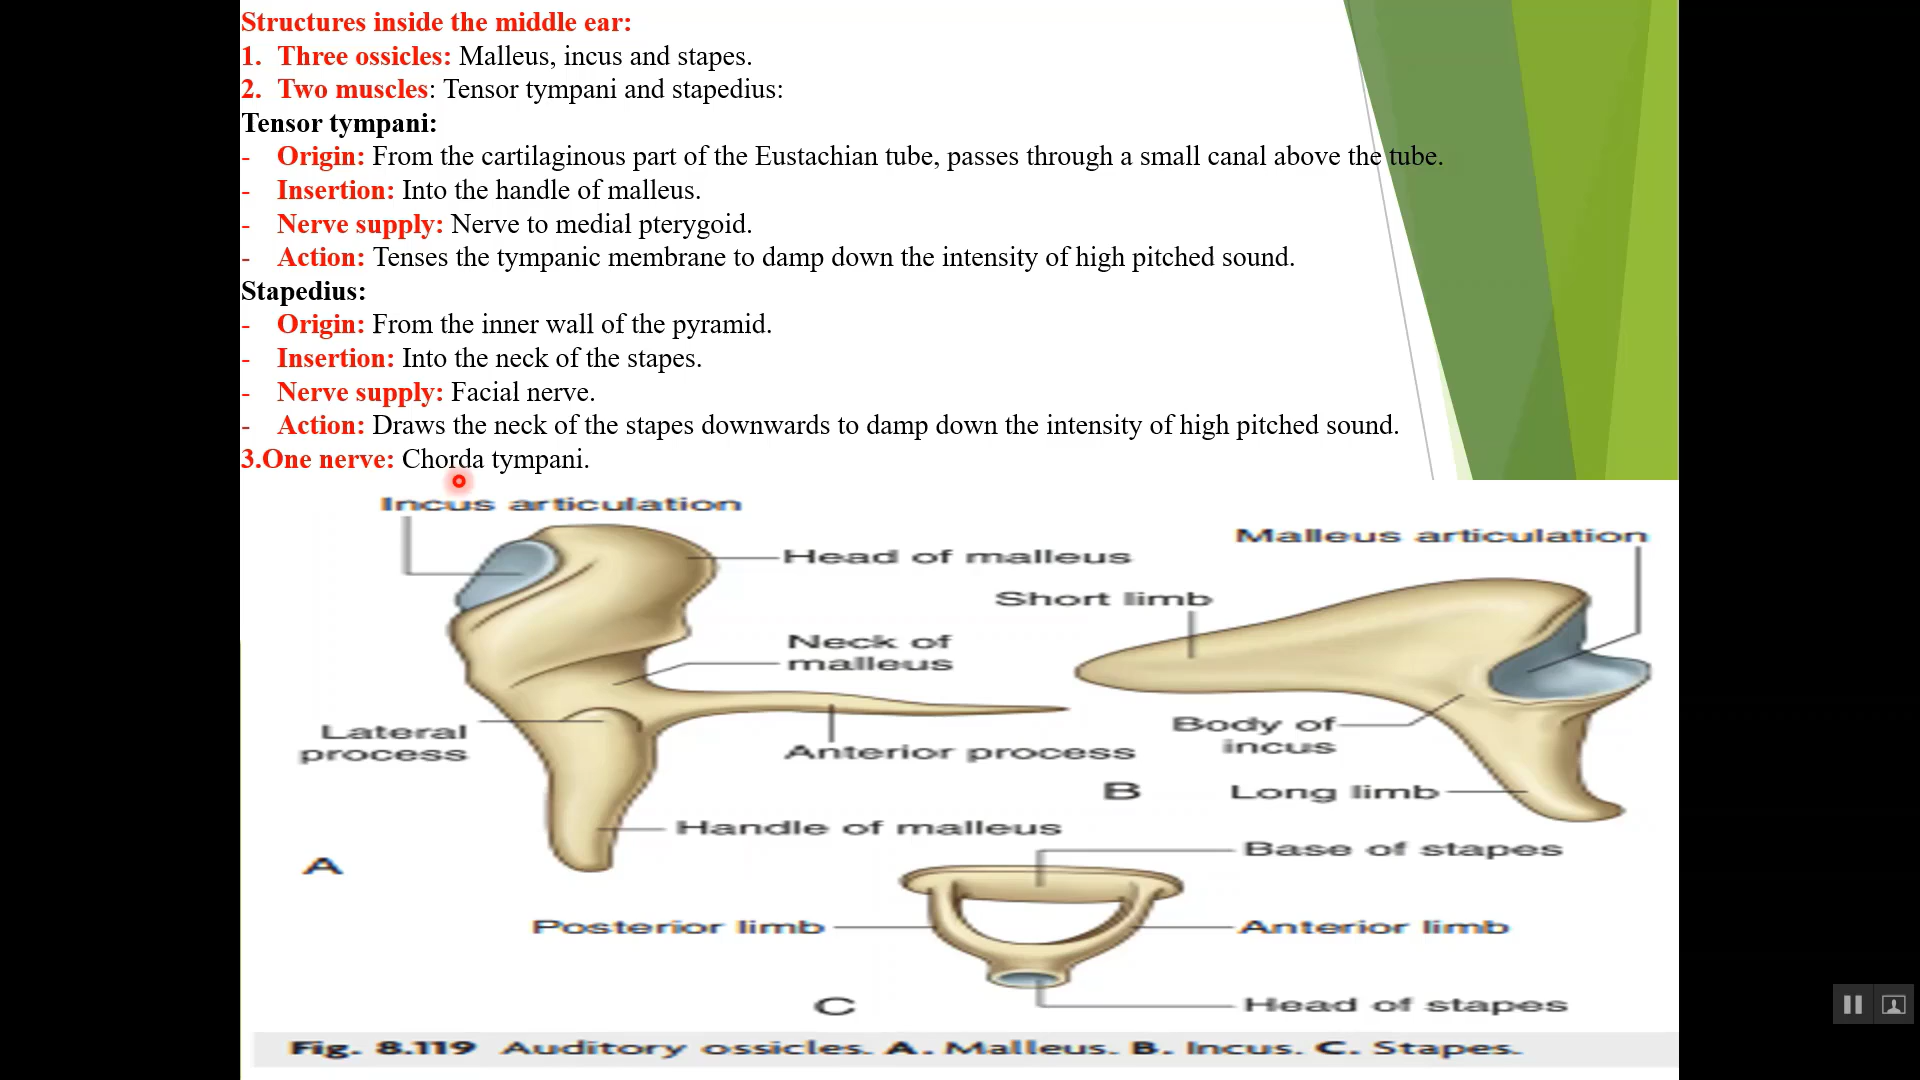 Structures inside the middle ear:
1. Three ossicles: Malleus, incus and stapes.
2. Two muscles: Tensor tympani and stapedius:
Tensor tympani:
- Origin: From the cartilaginous part of the Eustachian tube, passes through a small canal above the tube.
- Insertion: Into the handle of malleus.
- Nerve supply: Nerve to medial pterygoid.
- Action: Tenses the tympanic membrane to damp down the intensity of high pitched sound.
Stapedius:
- Origin: From the inner wall of the pyramid.
- Insertion: Into the neck of the stapes.
- Nerve supply: Facial nerve.
- Action: Draws the neck of the stapes downwards to damp down the intensity of high pitched sound.
3.One nerve: Chorda tympani.
Incus articulation
Head of malleus
Neck of
malleus
Lateral
process
Anterior process
Handle of malleus
A
Malleus articulation
Short limb
Body of
incus
B
Long limb
Base of stapes
Posterior limb
Anterior limb
C
Head of stapes
Fig. 8.119 Auditory ossicles. A. Malleus. B. Incus. C. Stapes.